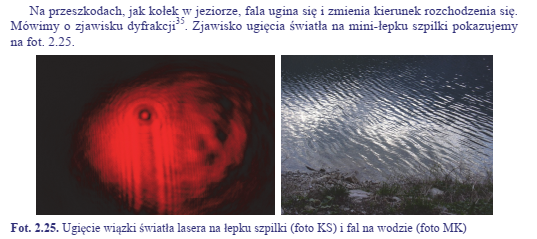 Na przeszkodach, jak kołek w jeziorze, fala ugina się i zmienia kierunek rozchodzenia się.
Mówimy o zjawisku dyfrakcji35. Zjawisko ugięcia światła na mini-łepku szpilki pokazujemy
na fot. 2.25.
Fot. 2.25. Ugięcie wiązki światła lasera na łepku szpilki (foto KS) i fal na wodzie (foto MK)